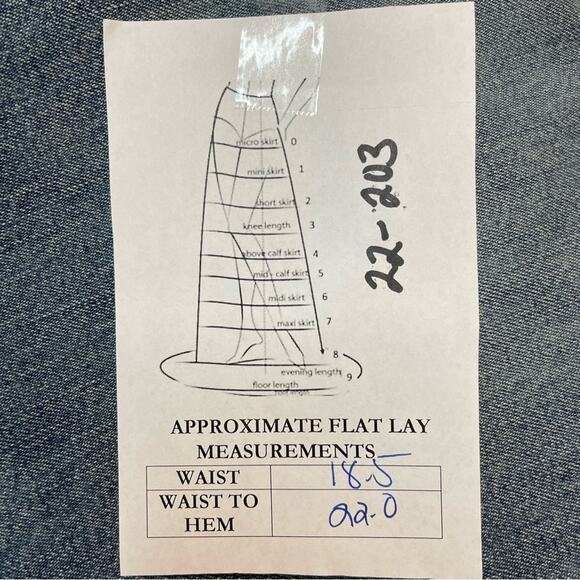 micro skirt 0
mini skirt 1
short skirt 2
knee length 3
above calf skirt 4
mid - calf skirt 5
midi skirt 6
maxi skirt 7
8
evening length 9
floor length
22-203
APPROXIMATE FLAT LAY
MEASUREMENTS
WAIST 18.5
WAIST TO
HEM 22.0